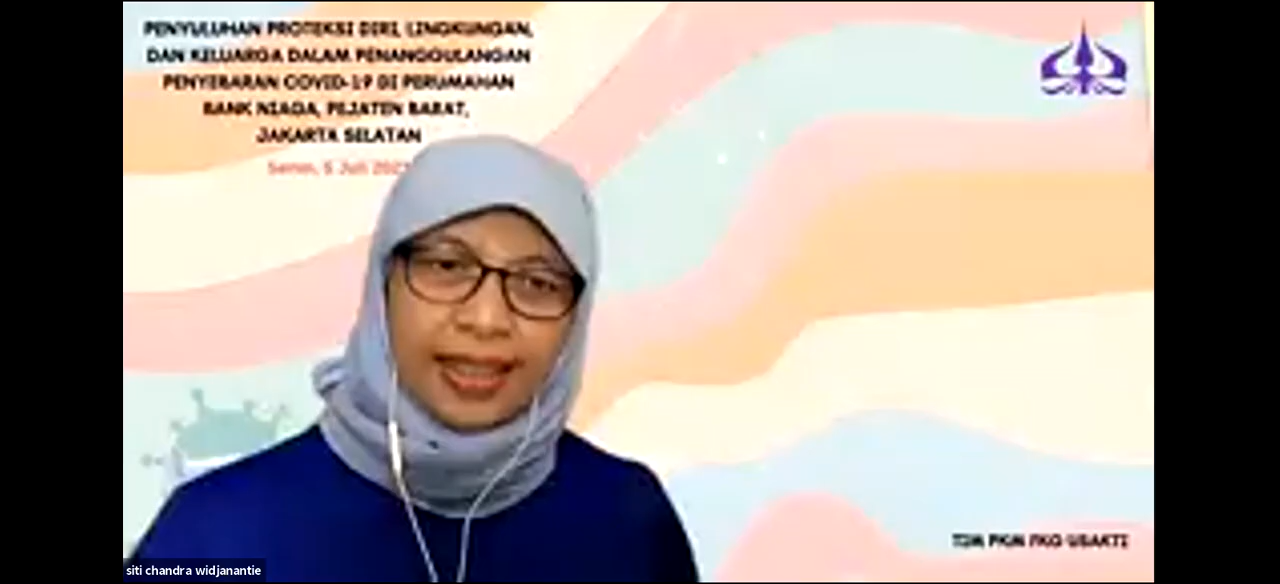 PENYULUHAN PROTEKSI DIRI, LINGKUNGAN,
DAN KELUARGA DALAM PENANGGULANGAN
PENYEBARAN COVID-19 DI PERUMAHAN
BANK NIAGA, PEJATEN BARAT,
JAKARTA SELATAN
Senin, 5 Juli 2021
TIM PKM FKG USAKTI
siti chandra widjanantie